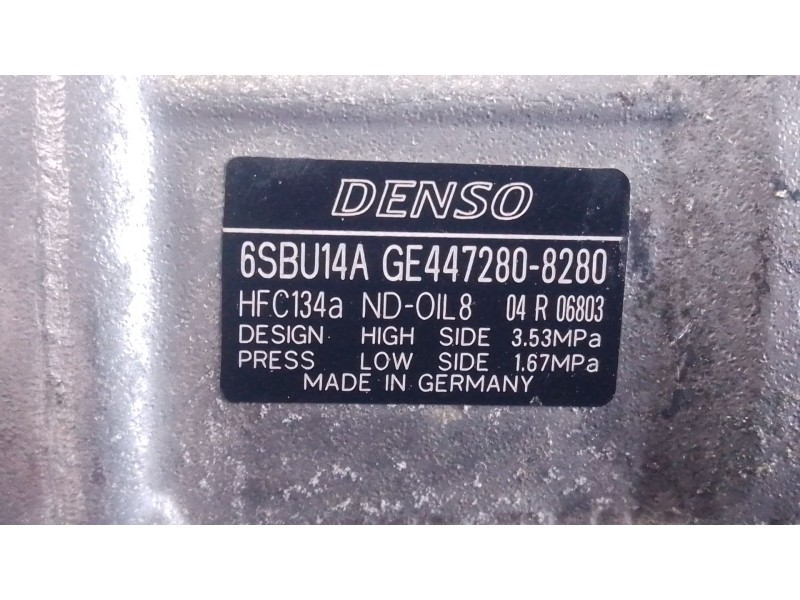 DENSO
6SBU14A GE447280-8280
HFC134a ND-OIL8 04 R 06803
DESIGN HIGH SIDE 3.53MPa
PRESS LOW SIDE 1.67MPa
MADE IN GERMANY